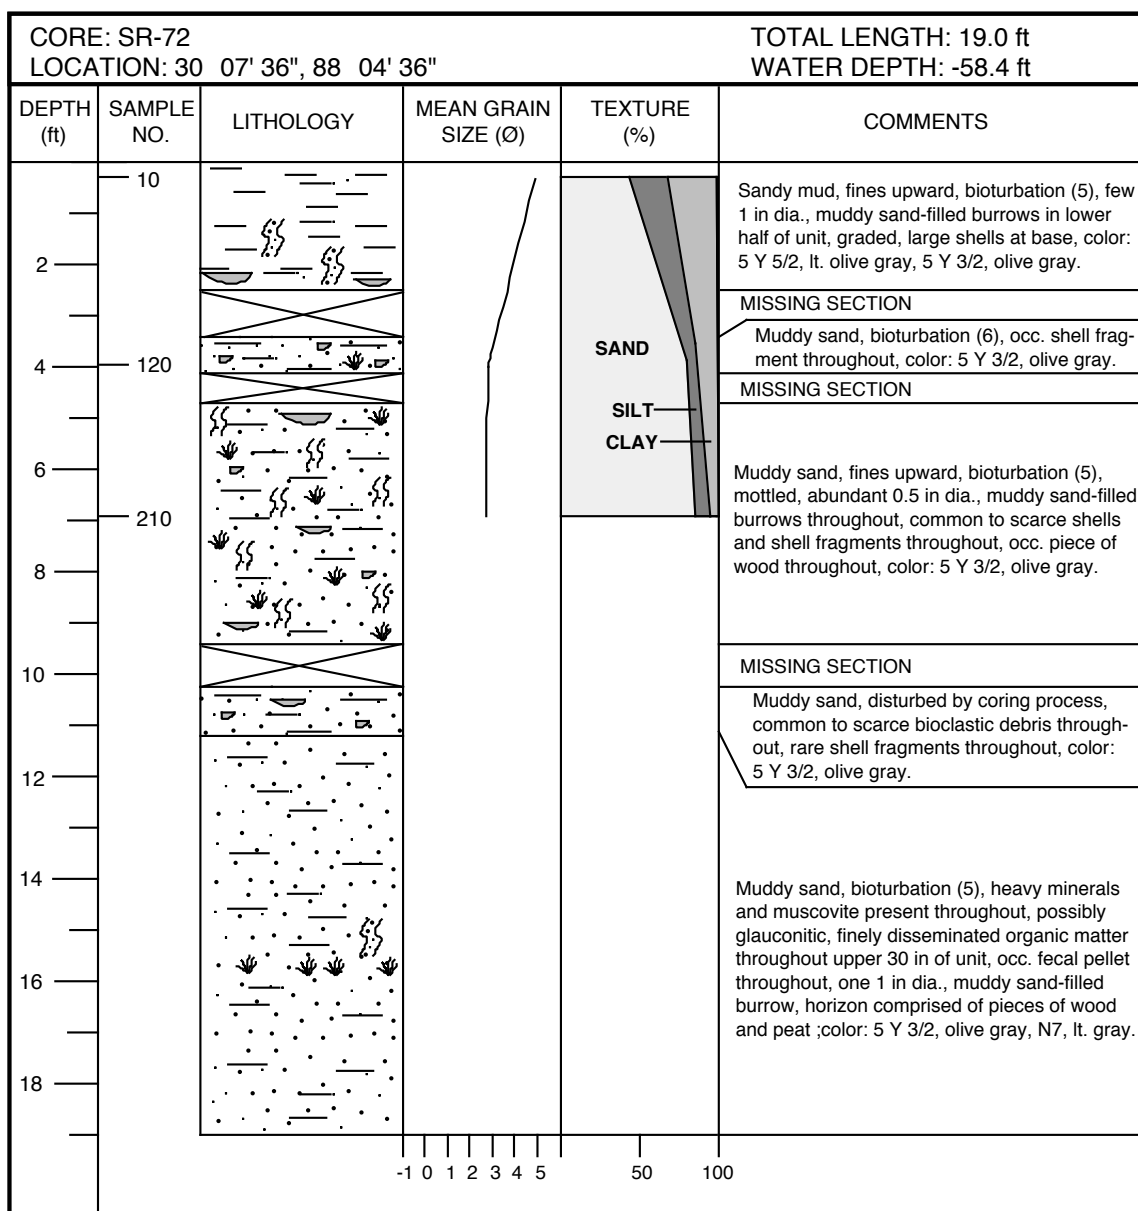 CORE: SR-72
LOCATION: 30 07' 36", 88 04' 36"
TOTAL LENGTH: 19.0 ft
WATER DEPTH: -58.4 ft
DEPTH
(ft)
SAMPLE
NO.
LITHOLOGY
MEAN GRAIN
SIZE (Ø)
TEXTURE
(%)
COMMENTS
10
Sandy mud, fines upward, bioturbation (5), few
1 in dia., muddy sand-filled burrows in lower
half of unit, graded, large shells at base, color:
5 Y 5/2, lt. olive gray, 5 Y 3/2, olive gray.
2
MISSING SECTION
Muddy sand, bioturbation (6), occ. shell frag-
ment throughout, color: 5 Y 3/2, olive gray.
SAND
4
120
MISSING SECTION
SILT
CLAY
6
Muddy sand, fines upward, bioturbation (5),
mottled, abundant 0.5 in dia., muddy sand-filled
burrows throughout, common to scarce shells
and shell fragments throughout, occ. piece of
wood throughout, color: 5 Y 3/2, olive gray.
210
8
10
MISSING SECTION
Muddy sand, disturbed by coring process,
common to scarce bioclastic debris through-
out, rare shell fragments throughout, color:
5 Y 3/2, olive gray.
12
14
Muddy sand, bioturbation (5), heavy minerals
and muscovite present throughout, possibly
glauconitic, finely disseminated organic matter
throughout upper 30 in of unit, occ. fecal pellet
throughout, one 1 in dia., muddy sand-filled
burrow, horizon comprised of pieces of wood
and peat ;color: 5 Y 3/2, olive gray, N7, lt. gray.
16
18
-1 0 1 2 3 4 5
50 100